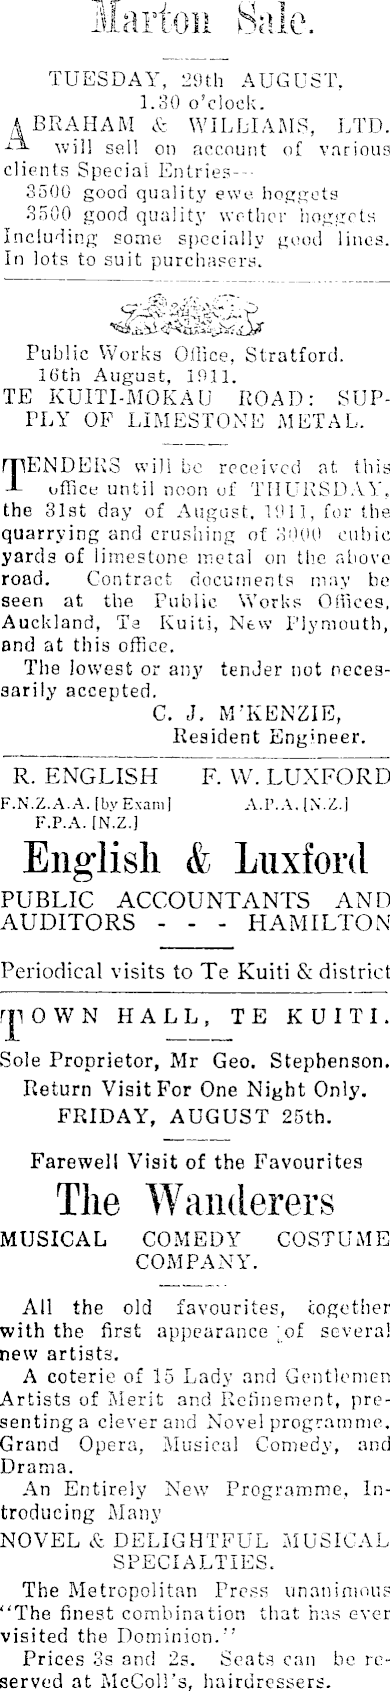 Marton Sale.
TUESDAY, 29th AUGUST,
1.30 o'clock.
ABRAHAM & WILLIAMS, LTD.
will sell on account of various
clients Special Entries--
3500 good quality ewe hoggets
3500 good quality wether hoggets
Including some specially good lines.
In lots to suit purchasers.
Public Works Office, Stratford.
16th August, 1911.
TE KUITI-MOKAU ROAD: SUP-
PLY OF LIMESTONE METAL.
TENDERS will be received at this
office until noon of THURSDAY,
the 31st day of August, 1911, for the
quarrying and crushing of 3000 cubic
yards of limestone metal on the above
road. Contract documents may be
seen at the Public Works Offices,
Auckland, Te Kuiti, New Plymouth,
and at this office.
The lowest or any tender not neces-
sarily accepted.
C. J. M'KENZIE,
Resident Engineer.
R. ENGLISH F. W. LUXFORD
F.N.Z.A.A. [by Exam] A.P.A. [N.Z.]
F.P.A. [N.Z.]
English & Luxford
PUBLIC ACCOUNTANTS AND
AUDITORS - - - HAMILTON
Periodical visits to Te Kuiti & district
TOWN HALL, TE KUITI.
Sole Proprietor, Mr Geo. Stephenson.
Return Visit For One Night Only.
FRIDAY, AUGUST 25th.
Farewell Visit of the Favourites
The Wanderers
MUSICAL COMEDY COSTUME
COMPANY.
All the old favourites, together
with the first appearance of several
new artists.
A coterie of 15 Lady and Gentlemen
Artists of Merit and Refinement, pre-
senting a clever and Novel programme.
Grand Opera, Musical Comedy, and
Drama.
An Entirely New Programme, In-
troducing Many
NOVEL & DELIGHTFUL MUSICAL
SPECIALTIES.
The Metropolitan Press unanimous
"The finest combination that has ever
visited the Dominion."
Prices 3s and 2s. Seats can be re-
served at McColl's, hairdressers.